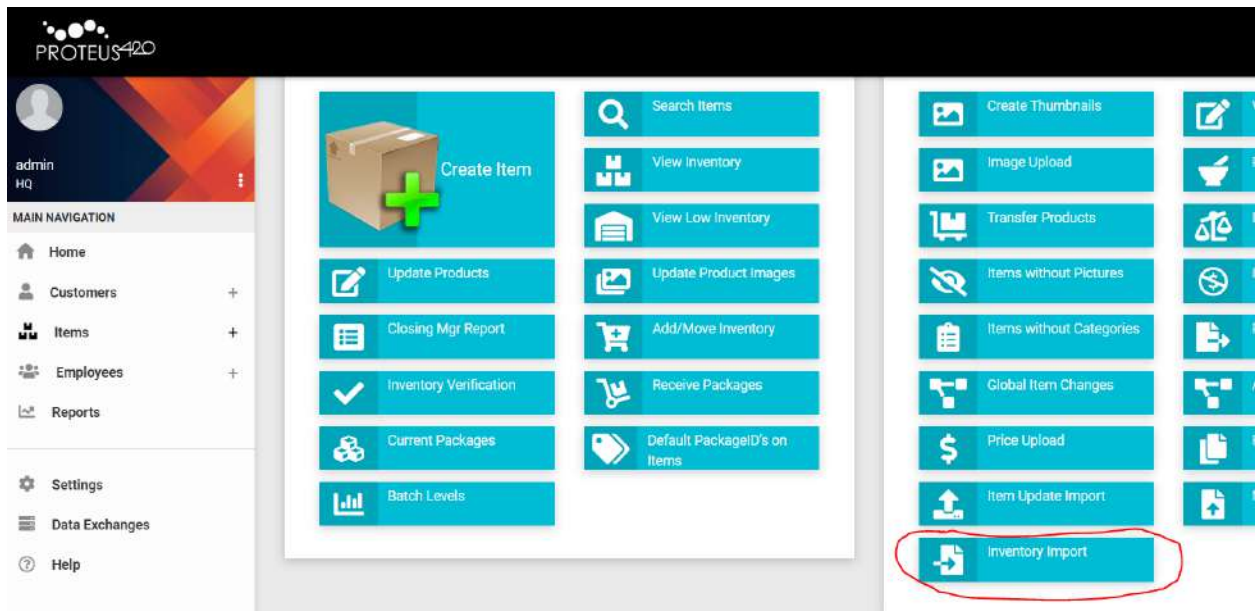 PROTEUS420
admin
HQ
MAIN NAVIGATION
Home
Customers +
Items +
Employees +
Reports
Settings
Data Exchanges
Help
Create Item
Search Items
View Inventory
View Low Inventory
Update Products
Update Product Images
Closing Mgr Report
Add/Move Inventory
Inventory Verification
Receive Packages
Current Packages
Default PackageID's on
Items
Batch Levels
Create Thumbnails
Image Upload
Transfer Products
Items without Pictures
Items without Categories
Global Item Changes
Price Upload
Item Update Import
Inventory Import